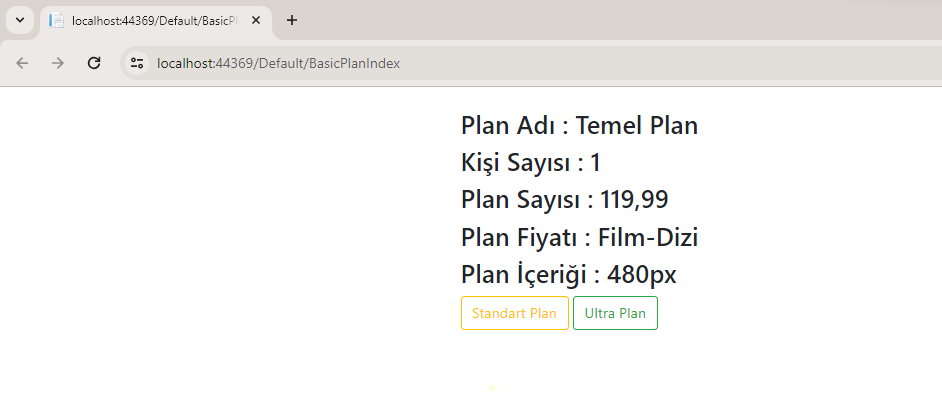 localhost:44369/Default/BasicPl
localhost:44369/Default/BasicPlanIndex
Plan Adı : Temel Plan
Kişi Sayısı : 1
Plan Sayısı : 119,99
Plan Fiyatı : Film-Dizi
Plan İçeriği : 480px
Standart Plan Ultra Plan